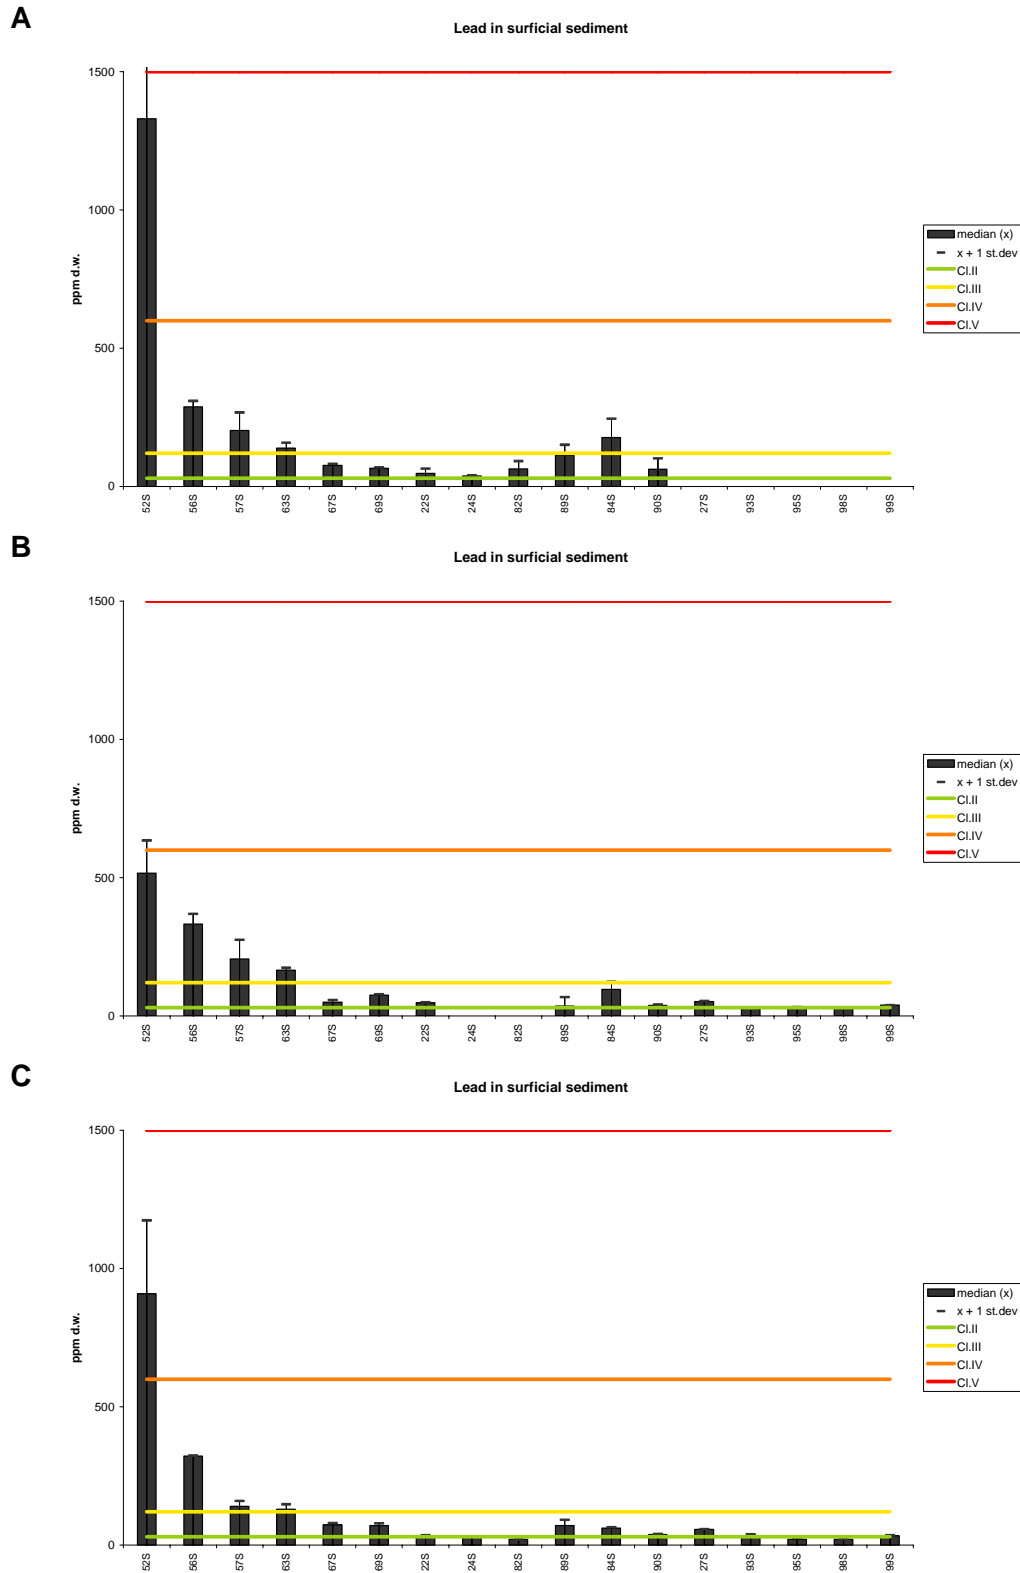 A
Lead in surficial sediment
1500
1000
500
0
ppm d.w.
52S
56S
57S
63S
67S
69S
22S
24S
82S
89S
84S
90S
27S
93S
95S
98S
99S
median (x)
x + 1 st.dev
Cl.II
Cl.III
Cl.IV
Cl.V
B
Lead in surficial sediment
1500
1000
500
0
ppm d.w.
52S
56S
57S
63S
67S
69S
22S
24S
82S
89S
84S
90S
27S
93S
95S
98S
99S
median (x)
x + 1 st.dev
Cl.II
Cl.III
Cl.IV
Cl.V
C
Lead in surficial sediment
1500
1000
500
0
ppm d.w.
52S
56S
57S
63S
67S
69S
22S
24S
82S
89S
84S
90S
27S
93S
95S
98S
99S
median (x)
x + 1 st.dev
Cl.II
Cl.III
Cl.IV
Cl.V